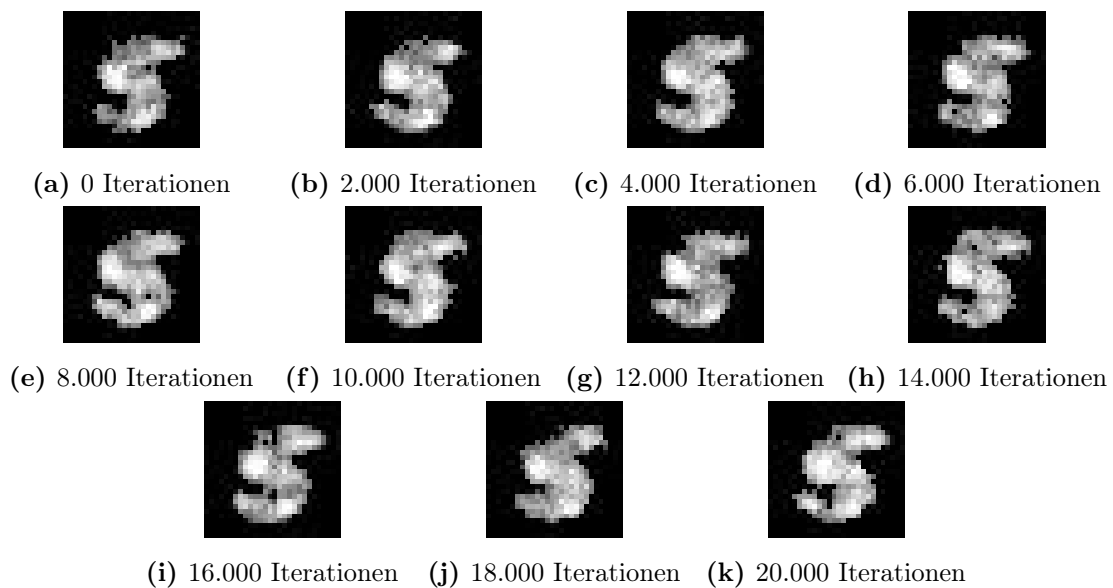 (a) 0 Iterationen (b) 2.000 Iterationen (c) 4.000 Iterationen (d) 6.000 Iterationen
(e) 8.000 Iterationen (f) 10.000 Iterationen (g) 12.000 Iterationen (h) 14.000 Iterationen
(i) 16.000 Iterationen (j) 18.000 Iterationen (k) 20.000 Iterationen